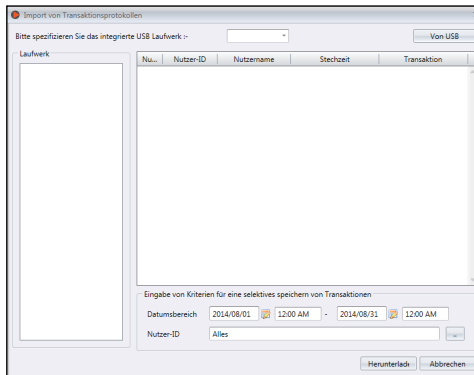 Import von Transaktionsprotokollen
Bitte spezifizieren Sie das integrierte USB Laufwerk :-
Von USB
Laufwerk
Nu... Nutzer-ID Nutzername Stechzeit Transaktion
Eingabe von Kriterien für eine selektives speichern von Transaktionen
Datumsbereich 2014/08/01 12:00 AM - 2014/08/31 12:00 AM
Nutzer-ID Alles ..
Herunterladı Abbrechen